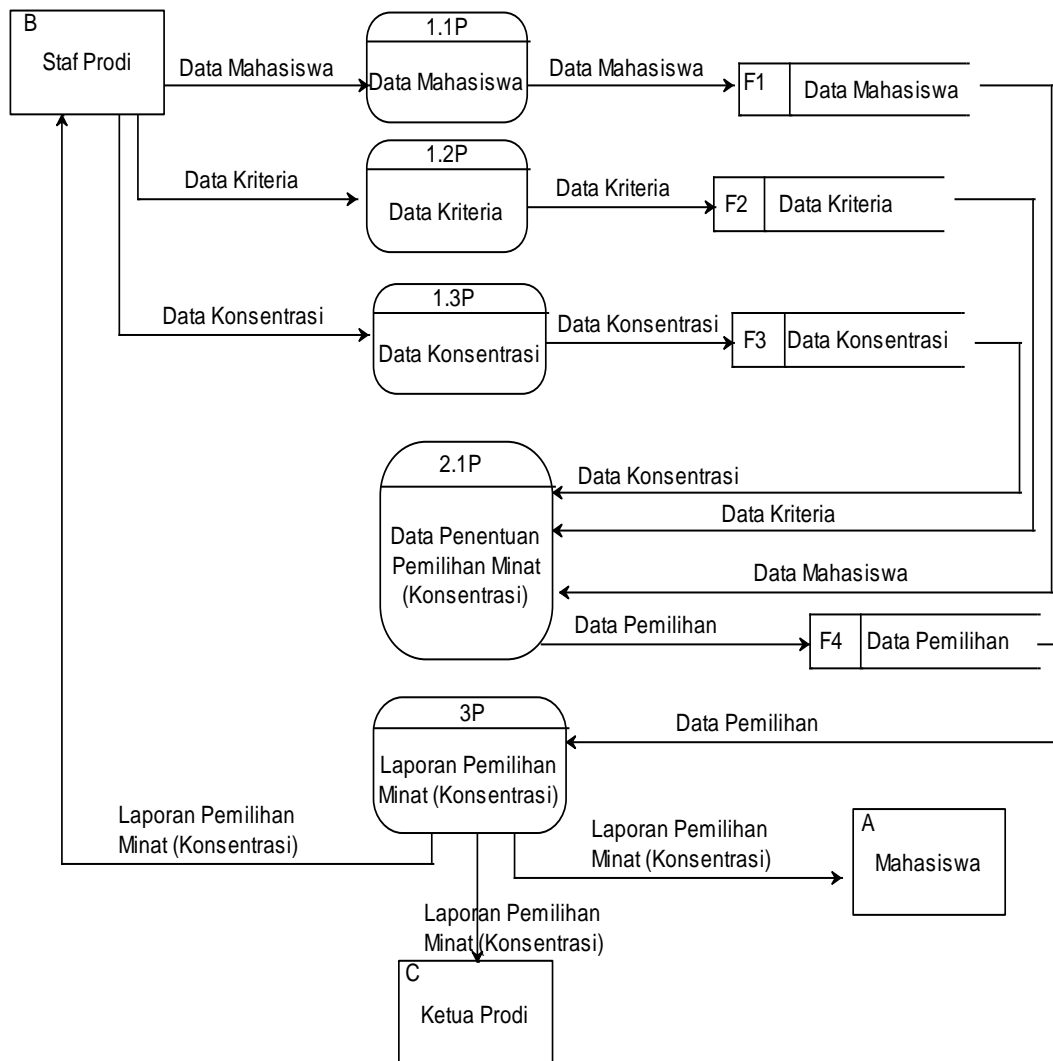 B
Staf Prodi
Data Mahasiswa
1.1P
Data Mahasiswa
Data Mahasiswa
F1
Data Mahasiswa
Data Kriteria
1.2P
Data Kriteria
Data Kriteria
F2
Data Kriteria
Data Konsentrasi
1.3P
Data Konsentrasi
Data Konsentrasi
F3
Data Konsentrasi
2.1P
Data Penentuan
Pemilihan Minat
(Konsentrasi)
Data Konsentrasi
Data Kriteria
Data Mahasiswa
Data Pemilihan
F4
Data Pemilihan
3P
Laporan Pemilihan
Minat (Konsentrasi)
Data Pemilihan
Laporan Pemilihan
Minat (Konsentrasi)
Laporan Pemilihan
Minat (Konsentrasi)
A
Mahasiswa
Laporan Pemilihan
Minat (Konsentrasi)
C
Ketua Prodi